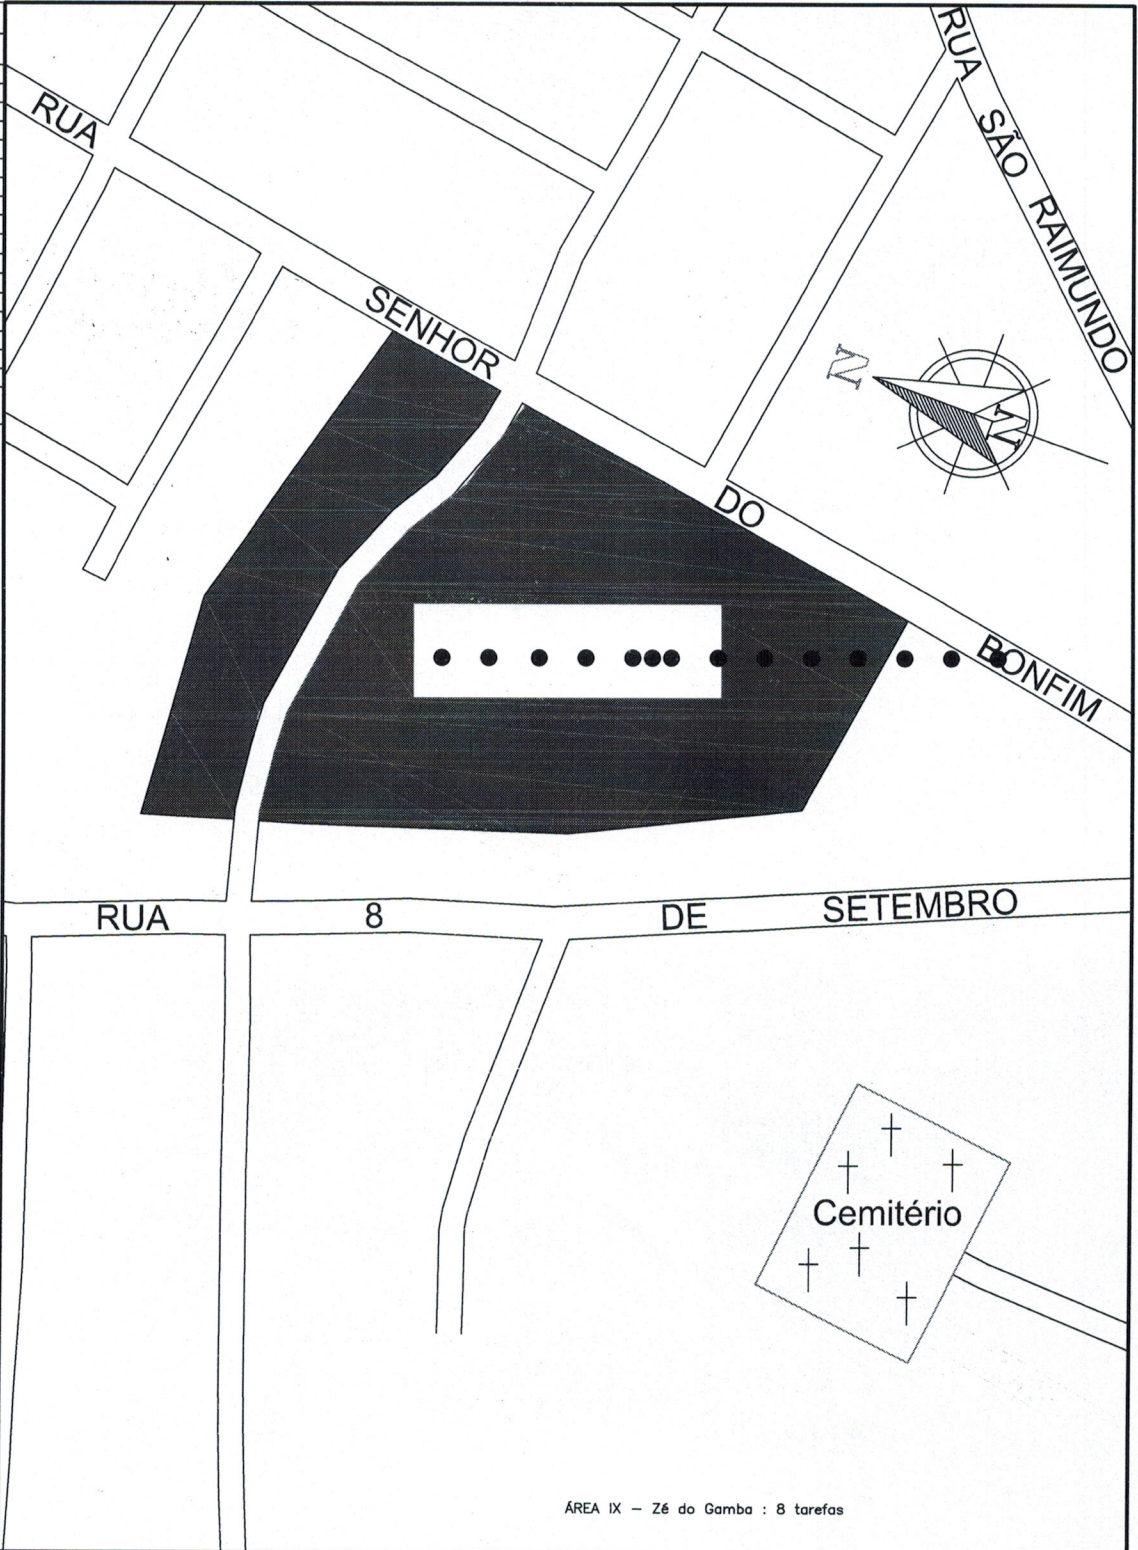 RUA SÃO RAIMUNDO
RUA SENHOR DO BONFIM
N
N
RUA 8 DE SETEMBRO
Cemitério
ÁREA IX – Zé do Gamba : 8 tarefas